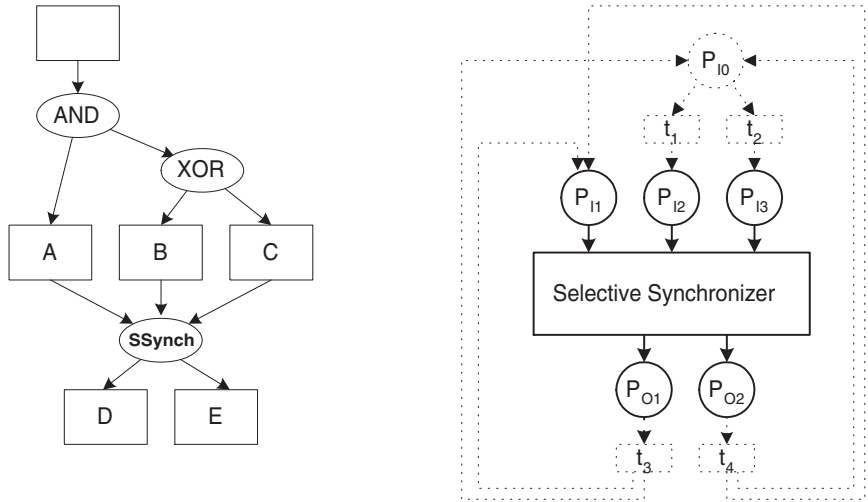 AND
XOR
A
B
C
SSynch
D
E
P_I0
t_1
t_2
P_I1
P_I2
P_I3
Selective Synchronizer
P_O1
P_O2
t_3
t_4